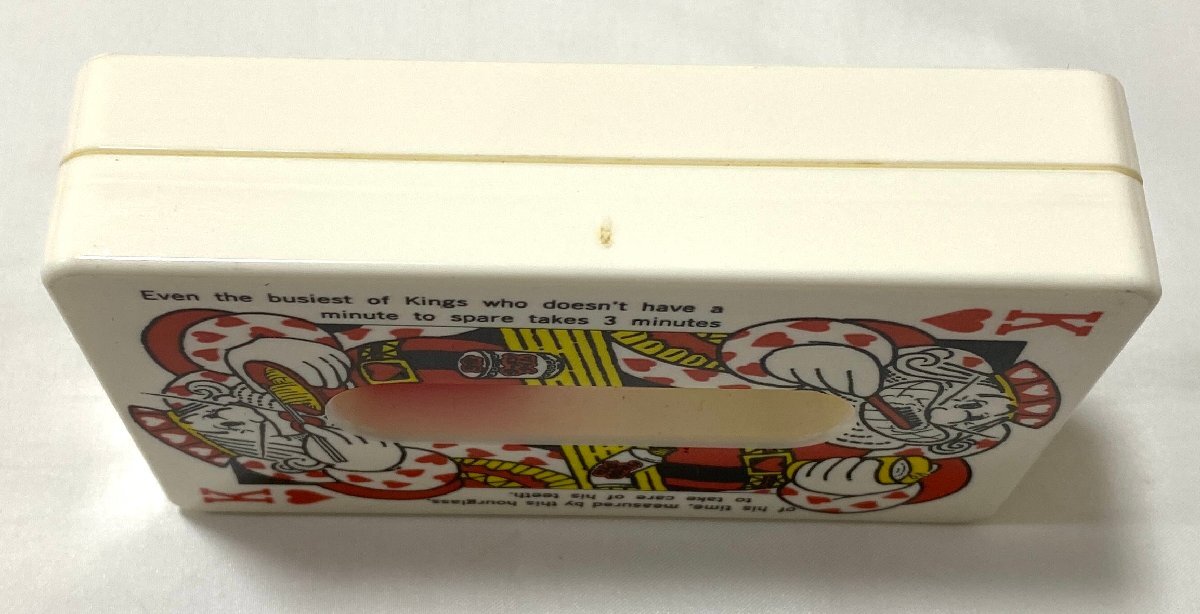 Even the busiest of Kings who doesn't have a
minute to spare takes 3 minutes
K
K
of his time, measured by this hourglass
to take care of his teeth.